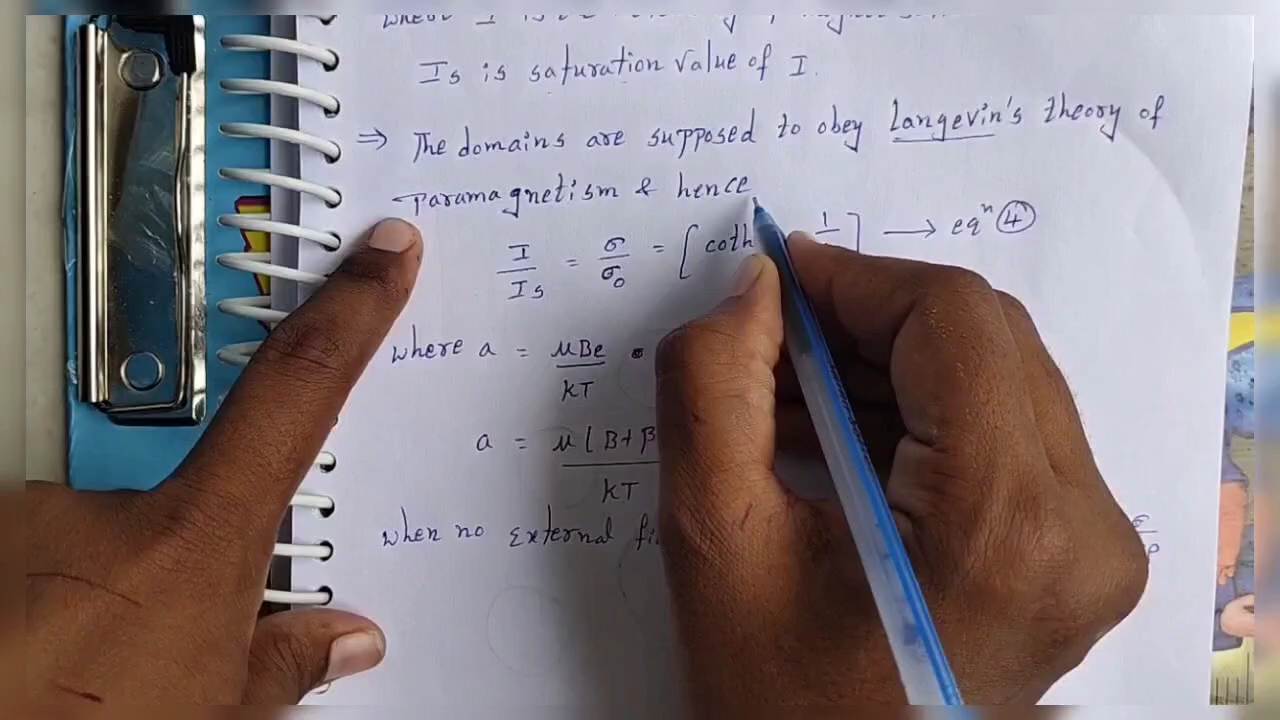 Is is saturation value of I.
⇒ The domains are supposed to obey Langevin's theory of
Paramagnetism & hence
I/Is = σ/σ₀ = [coth 1 ] → eqⁿ ④
where a = μBe/KT
a = μ(B+β/KT
when no External